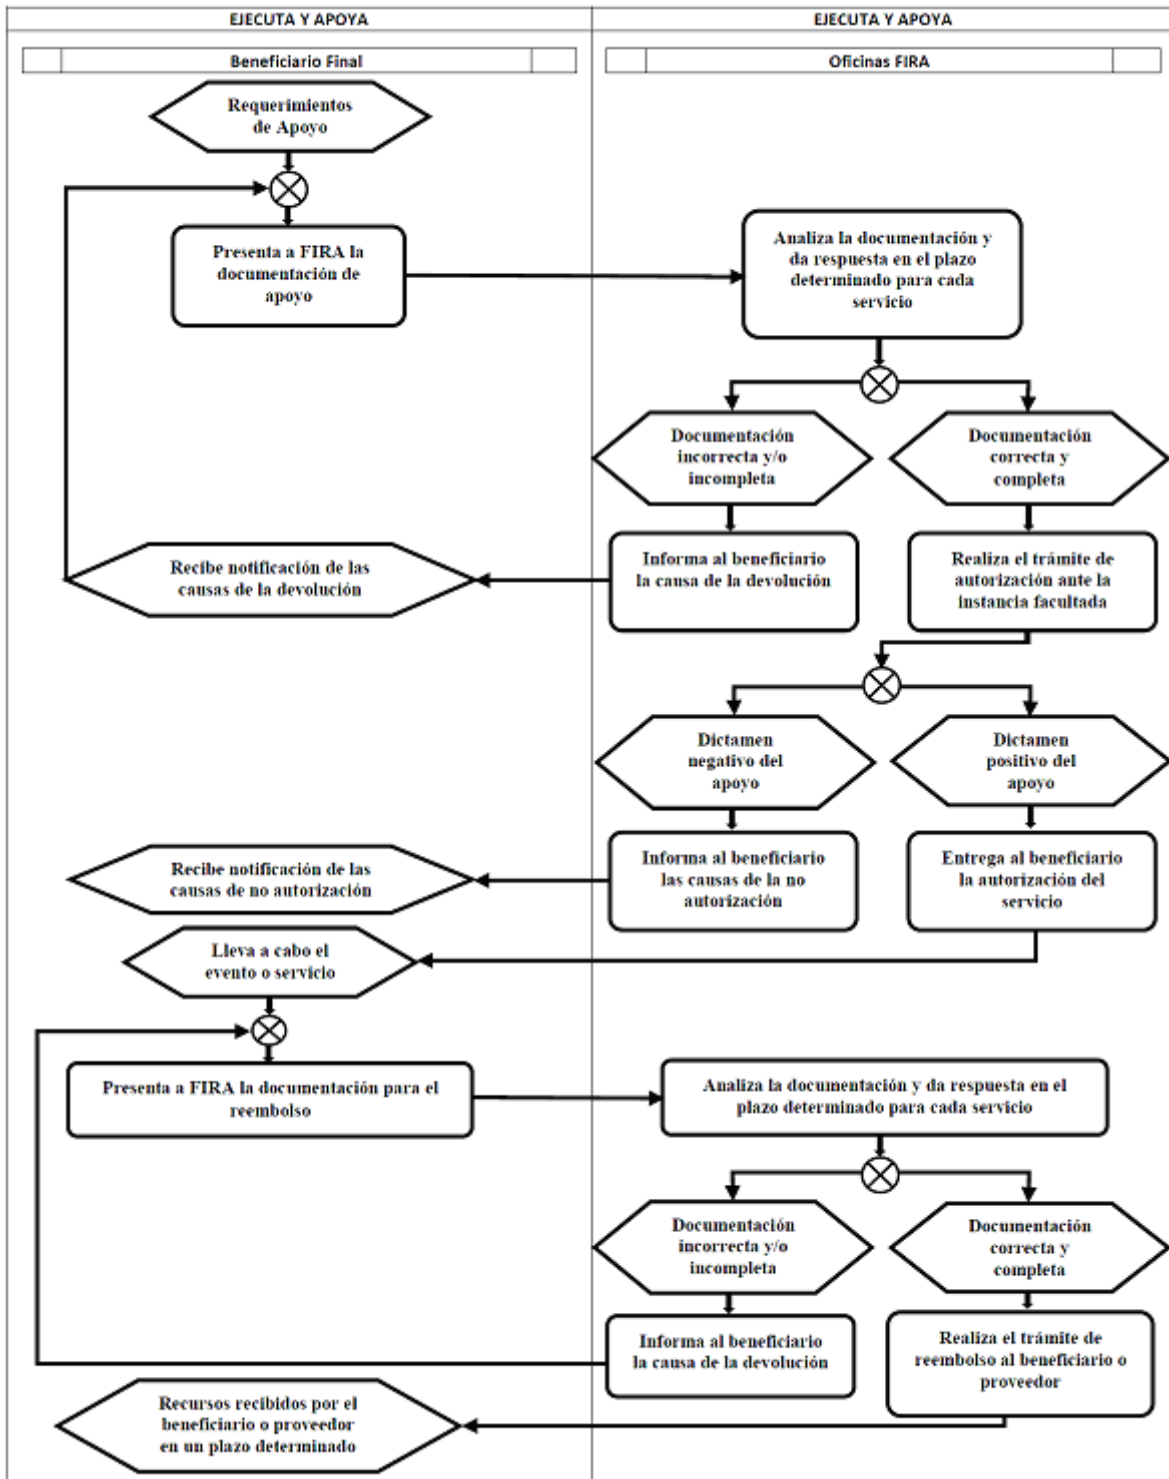 EJECUTA Y APOYA
EJECUTA Y APOYA
Beneficiario Final
Oficinas FIRA
Requerimientos
de Apoyo
Presenta a FIRA la
documentación de
apoyo
Analiza la documentación y
da respuesta en el plazo
determinado para cada
servicio
Documentación
incorrecta y/o
incompleta
Documentación
correcta y
completa
Recibe notificación de las
causas de la devolución
Informa al beneficiario
la causa de la devolución
Realiza el trámite de
autorización ante la
instancia facultada
Dictamen
negativo del
apoyo
Dictamen
positivo del
apoyo
Recibe notificación de las
causas de no autorización
Informa al beneficiario
las causas de la no
autorización
Entrega al beneficiario
la autorización del
servicio
Lleva a cabo el
evento o servicio
Presenta a FIRA la documentación para el
reembolso
Analiza la documentación y da respuesta en el
plazo determinado para cada servicio
Documentación
incorrecta y/o
incompleta
Documentación
correcta y
completa
Informa al beneficiario
la causa de la devolución
Realiza el trámite de
reembolso al beneficiario o
proveedor
Recursos recibidos por el
beneficiario o proveedor
en un plazo determinado